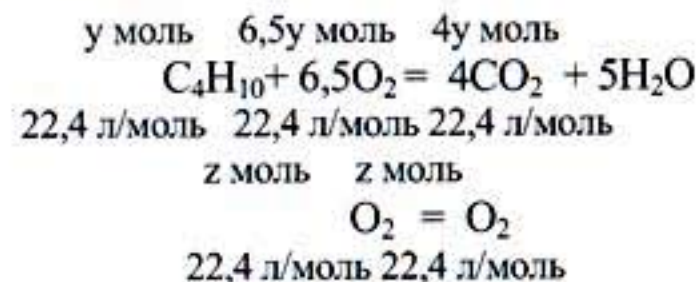 y моль 6,5y моль 4y моль
C₄H₁₀+ 6,5O₂ = 4CO₂ + 5H₂O
22,4 л/моль 22,4 л/моль 22,4 л/моль
z моль z моль
O₂ = O₂
22,4 л/моль 22,4 л/моль